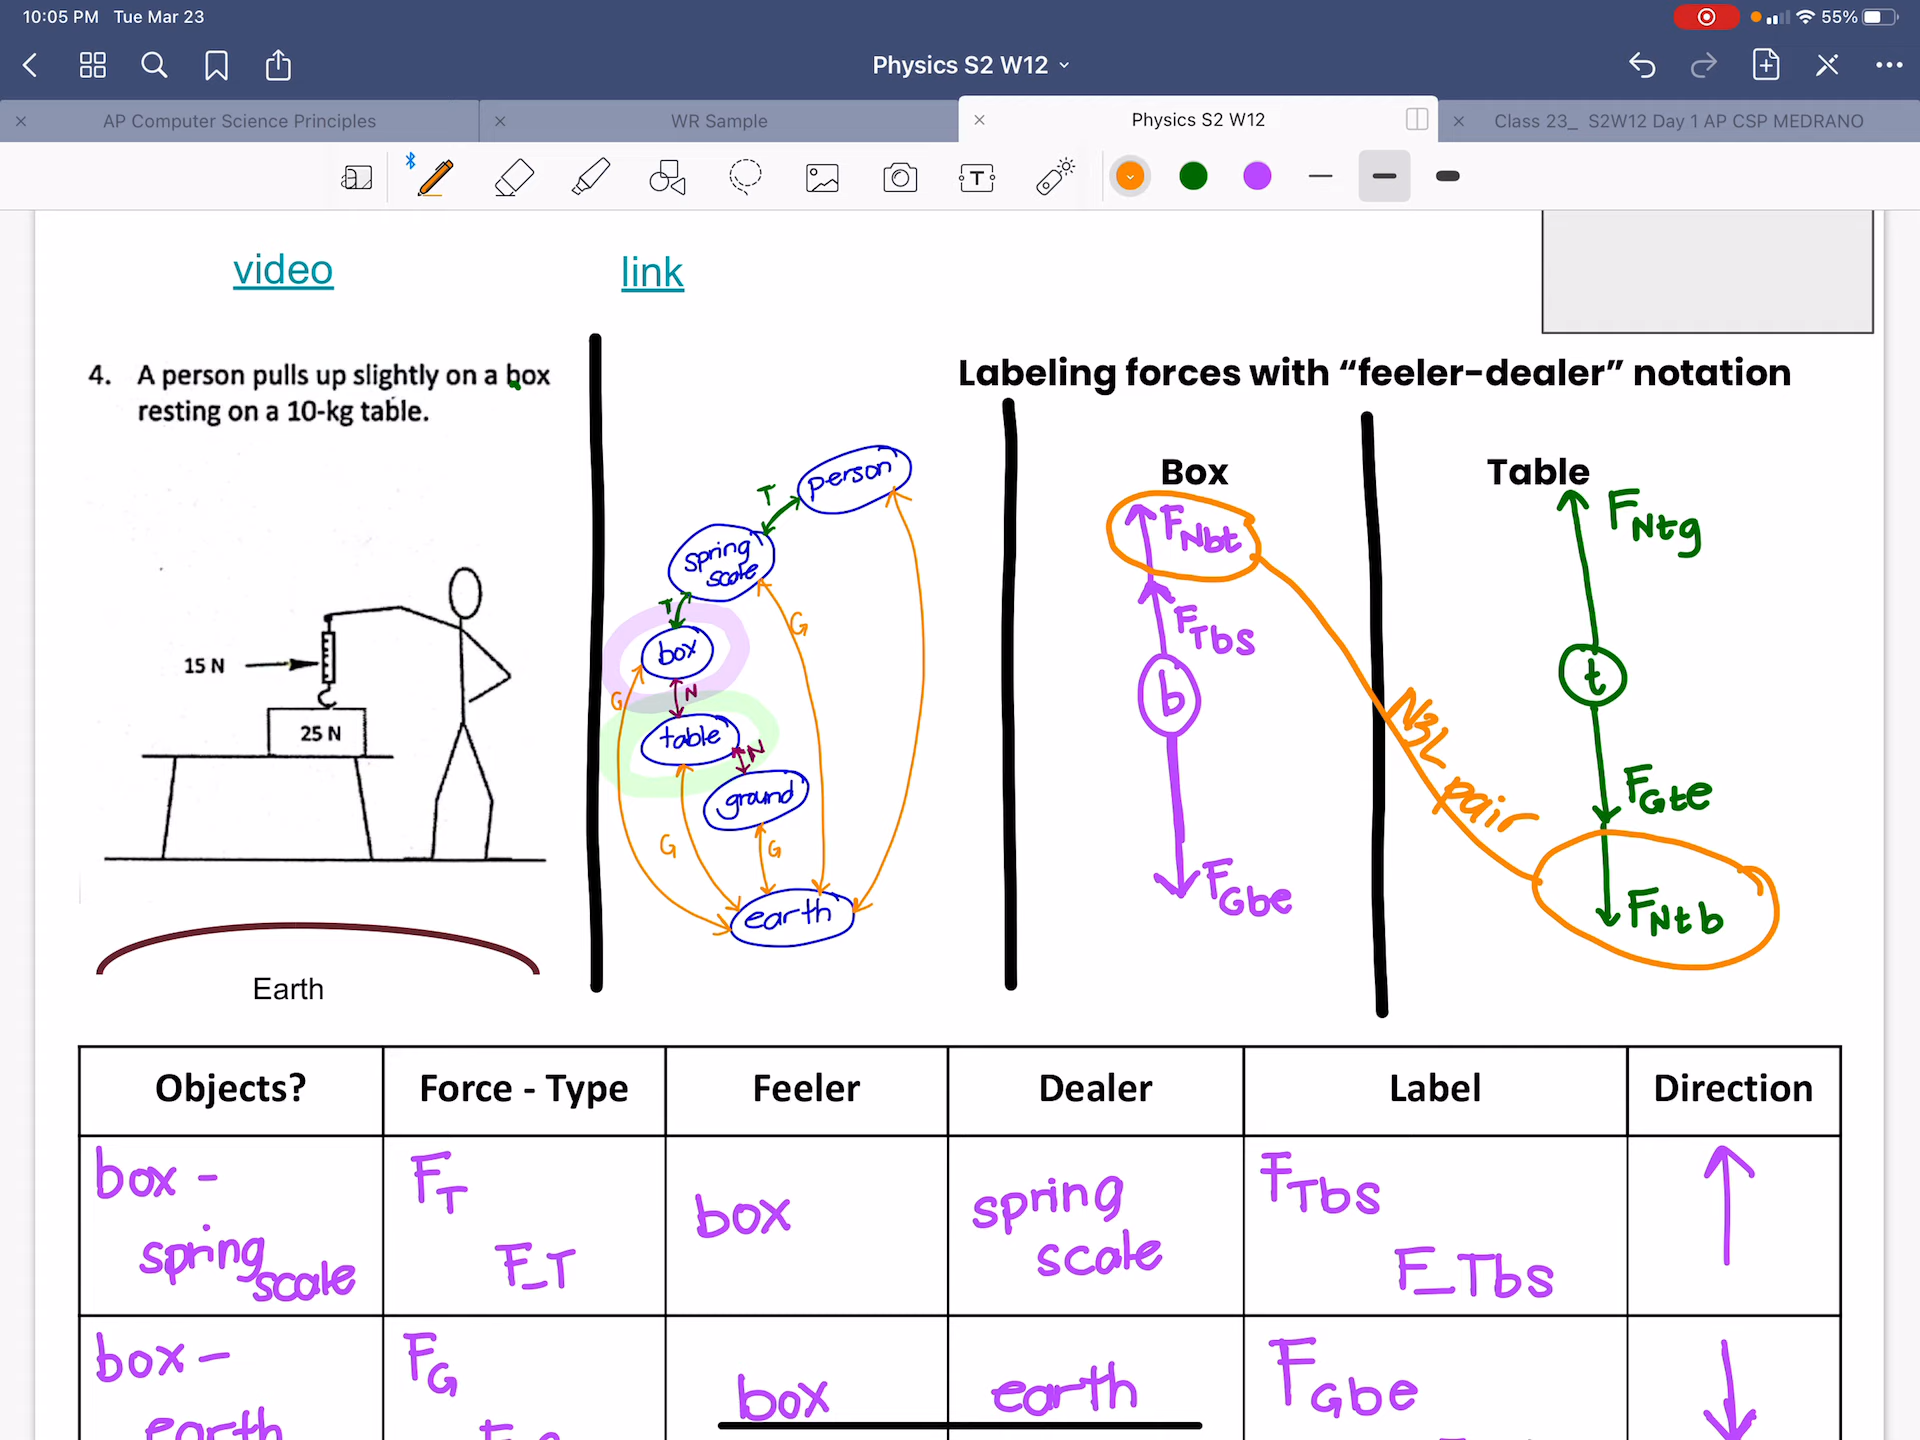 10:05 PM Tue Mar 23
55%
Physics S2 W12
AP Computer Science Principles
WR Sample
Physics S2 W12
Class 23_ S2W12 Day 1 AP CSP MEDRANO
video
link
4. A person pulls up slightly on a box
resting on a 10-kg table.
15 N
25 N
Earth
person
T
spring
scale
T
G
box
G
N
table
N
ground
G
G
earth
Labeling forces with “feeler-dealer” notation
Box
FNbt
FTbs
b
FGbe
N3L
pair
Table
FNtg
t
FGte
FNtb
Objects? Force - Type Feeler Dealer Label Direction
box - FT box spring FTbs
spring scale F_T scale F_Tbs
box - FG box earth FGbe
earth